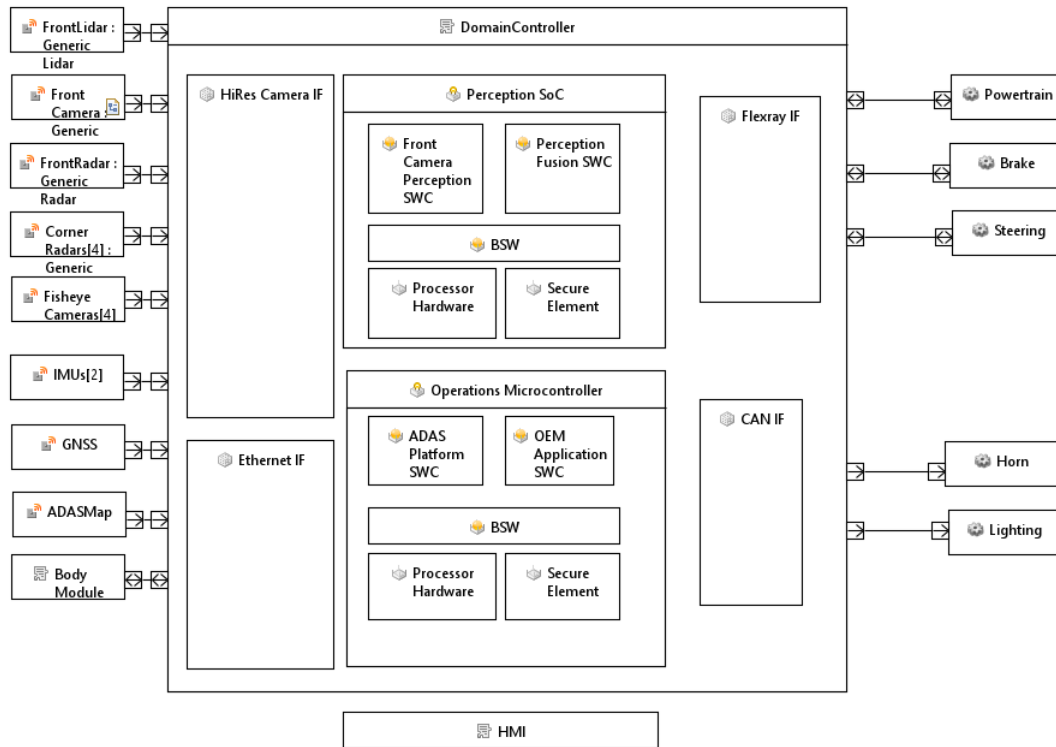 FrontLidar :
Generic
Lidar
Front
Camera :
Generic
FrontRadar :
Generic
Radar
Corner
Radars[4] :
Generic
Fisheye
Cameras[4]
IMUs[2]
GNSS
ADASMap
Body
Module
DomainController
HiRes Camera IF
Ethernet IF
Perception SoC
Front
Camera
Perception
SWC
Perception
Fusion SWC
BSW
Processor
Hardware
Secure
Element
Operations Microcontroller
ADAS
Platform
SWC
OEM
Application
SWC
BSW
Processor
Hardware
Secure
Element
Flexray IF
CAN IF
Powertrain
Brake
Steering
Horn
Lighting
HMI